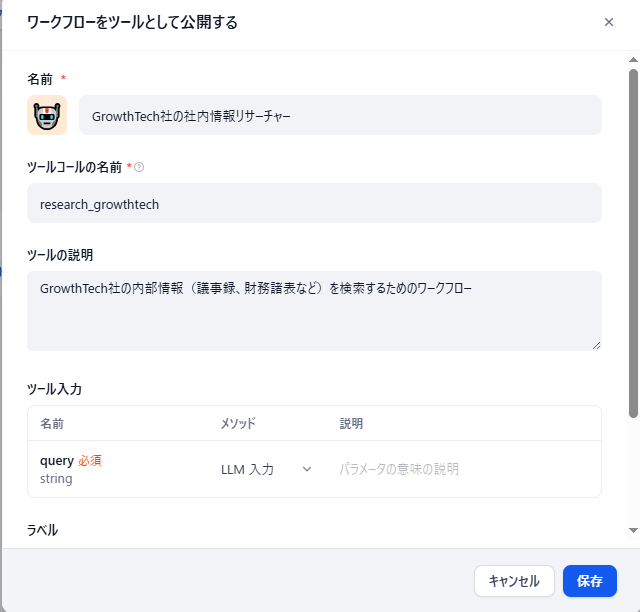 ワークフローをツールとして公開する
名前 *
GrowthTech社の社内情報リサーチャー
ツールコールの名前 *
research_growthtech
ツールの説明
GrowthTech社の内部情報（議事録、財務諸表など）を検索するためのワークフロー
ツール入力
名前 メソッド 説明
query 必須
string
LLM 入力
パラメータの意味の説明
ラベル
キャンセル 保存